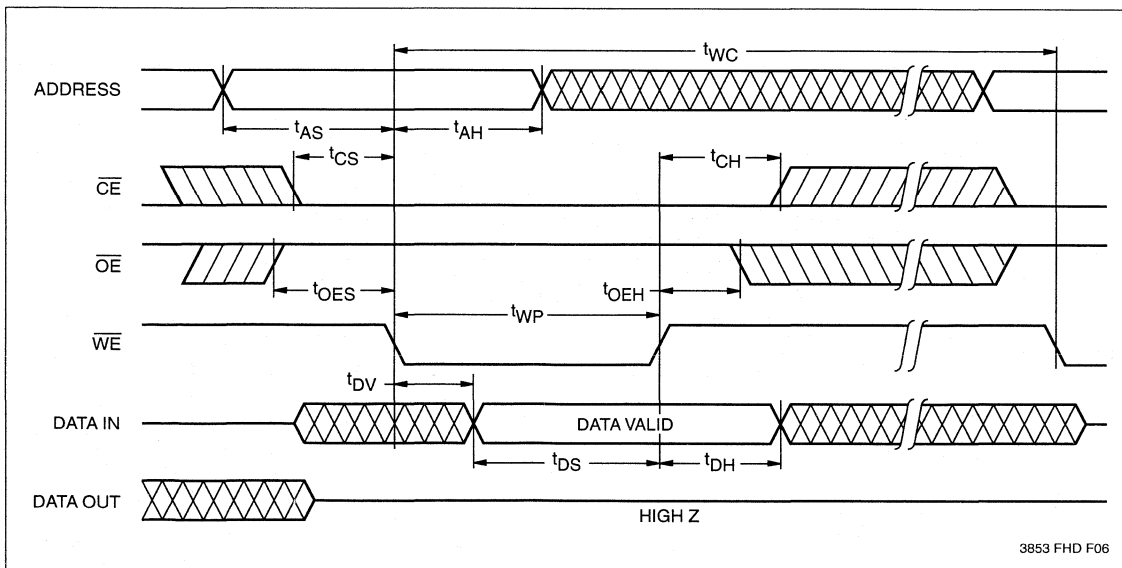 tWC
ADDRESS
tAS
tAH
tCS
tCH
CE
OE
tOES
tOEH
tWP
WE
tDV
DATA IN
DATA VALID
tDS
tDH
DATA OUT
HIGH Z
3853 FHD F06